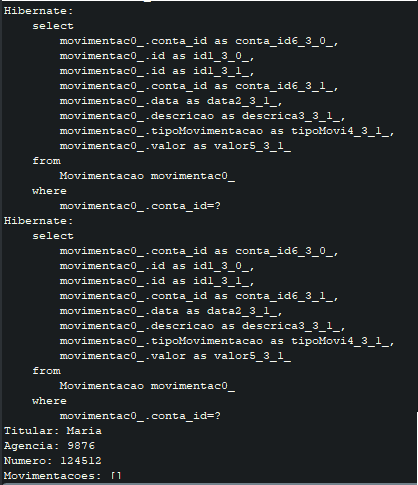 Hibernate:
    select
        movimentac0_.conta_id as conta_id6_3_0_,
        movimentac0_.id as id1_3_0_,
        movimentac0_.id as id1_3_1_,
        movimentac0_.conta_id as conta_id6_3_1_,
        movimentac0_.data as data2_3_1_,
        movimentac0_.descricao as descrica3_3_1_,
        movimentac0_.tipoMovimentacao as tipoMovi4_3_1_,
        movimentac0_.valor as valor5_3_1_
    from
        Movimentacao movimentac0_
    where
        movimentac0_.conta_id=?
Hibernate:
    select
        movimentac0_.conta_id as conta_id6_3_0_,
        movimentac0_.id as id1_3_0_,
        movimentac0_.id as id1_3_1_,
        movimentac0_.conta_id as conta_id6_3_1_,
        movimentac0_.data as data2_3_1_,
        movimentac0_.descricao as descrica3_3_1_,
        movimentac0_.tipoMovimentacao as tipoMovi4_3_1_,
        movimentac0_.valor as valor5_3_1_
    from
        Movimentacao movimentac0_
    where
        movimentac0_.conta_id=?
Titular: Maria
Agencia: 9876
Numero: 124512
Movimentacoes: []